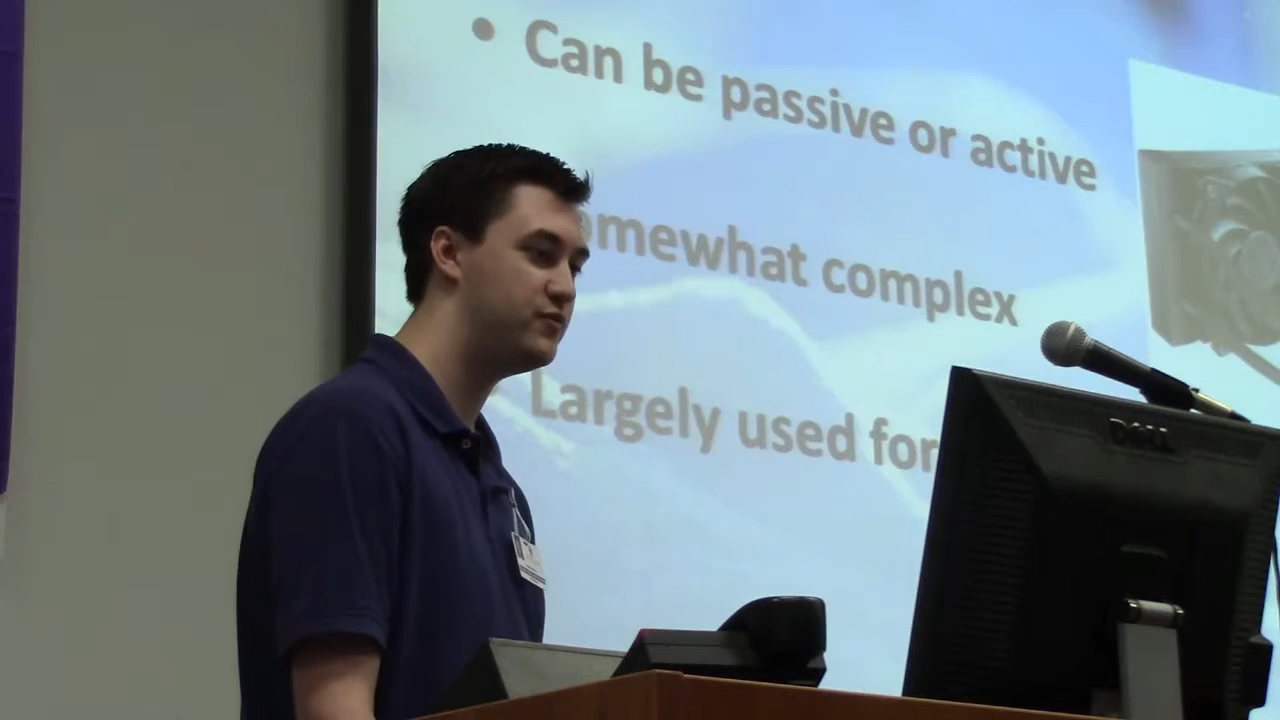 • Can be passive or active
omewhat complex
Largely used for
DELL